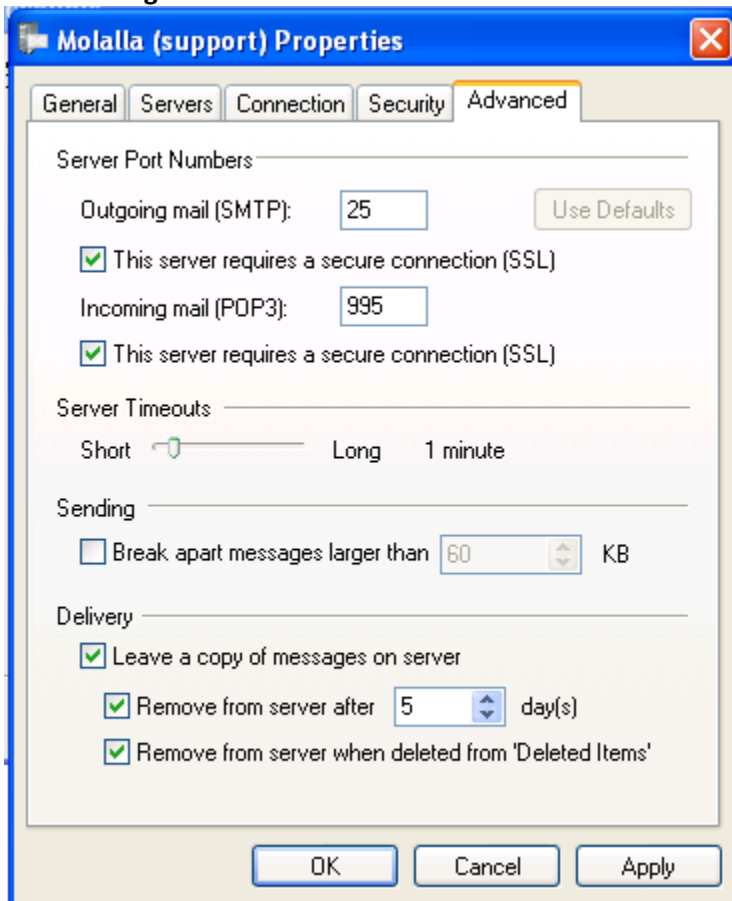 Molalla (support) Properties
General Servers Connection Security Advanced
Server Port Numbers
Outgoing mail (SMTP): 25 Use Defaults
This server requires a secure connection (SSL)
Incoming mail (POP3): 995
This server requires a secure connection (SSL)
Server Timeouts
Short Long 1 minute
Sending
Break apart messages larger than 60 KB
Delivery
Leave a copy of messages on server
Remove from server after 5 day(s)
Remove from server when deleted from 'Deleted Items'
OK Cancel Apply